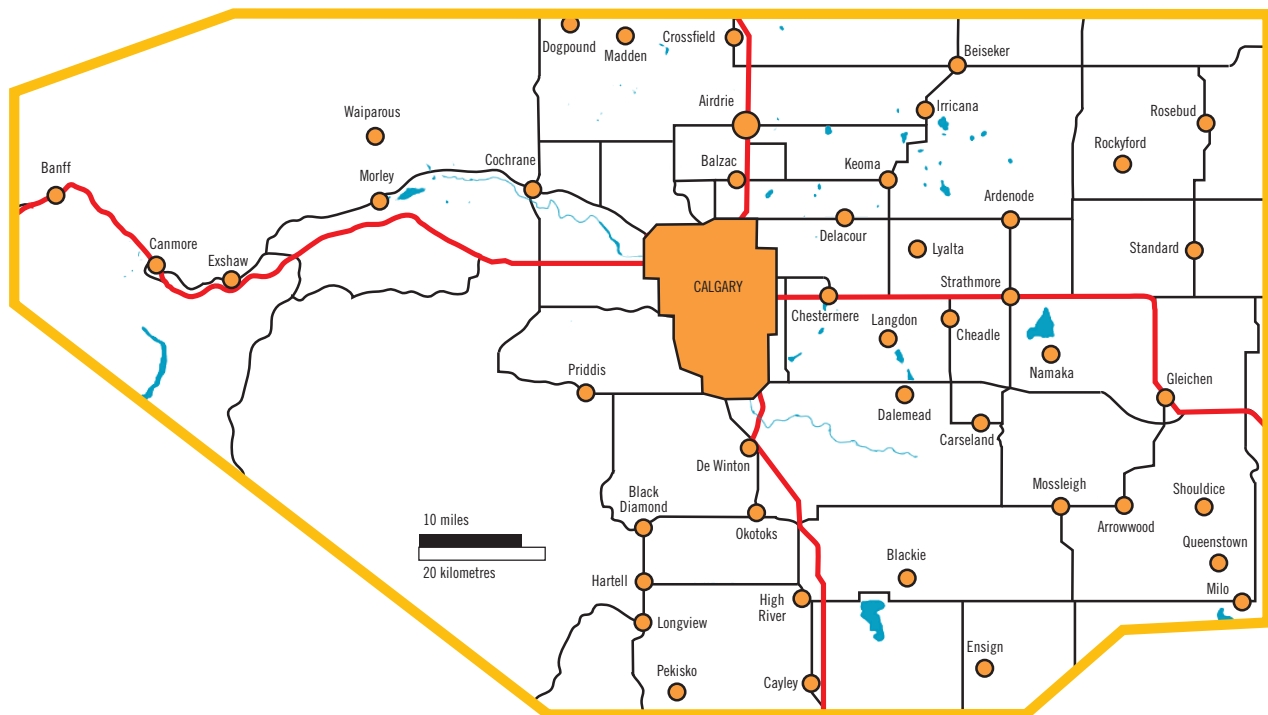 Dogpound
Madden
Crossfield
Beiseker
Airdrie
Irricana
Rosebud
Waiparous
Rockyford
Banff
Morley
Cochrane
Balzac
Keoma
Ardenode
Canmore
Exshaw
Delacour
Lyalta
Standard
CALGARY
Strathmore
Chestermere
Langdon
Cheadle
Namaka
Priddis
Gleichen
Dalemead
Carseland
De Winton
Black
Diamond
Mossleigh
Shouldice
10 miles
20 kilometres
Okotoks
Arrowwood
Blackie
Queenstown
Hartell
High
River
Milo
Longview
Ensign
Pekisko
Cayley